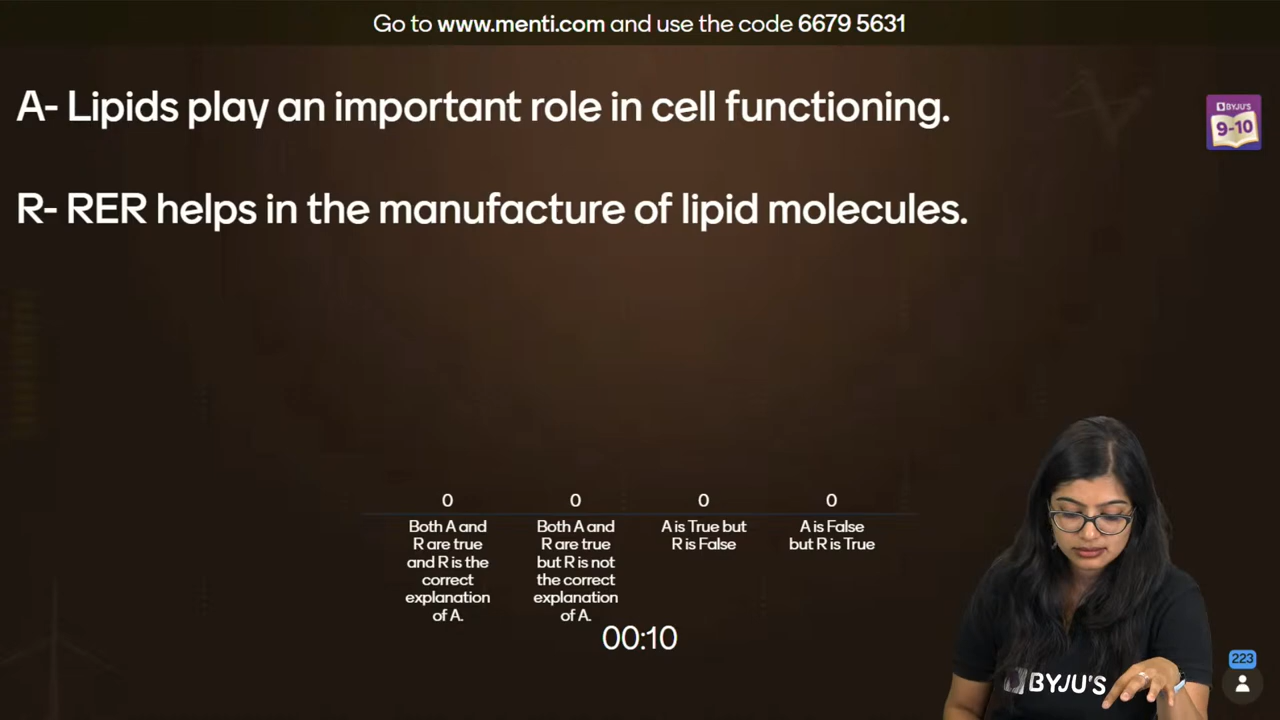 Go to www.menti.com and use the code 6679 5631
A- Lipids play an important role in cell functioning.
BYJU'S
9-10
R- RER helps in the manufacture of lipid molecules.
0 0 0 0
Both A and
R are true
and R is the
correct
explanation
of A.
Both A and
R are true
but R is not
the correct
explanation
of A.
A is True but
R is False
A is False
but R is True
00:10
223
BYJU'S